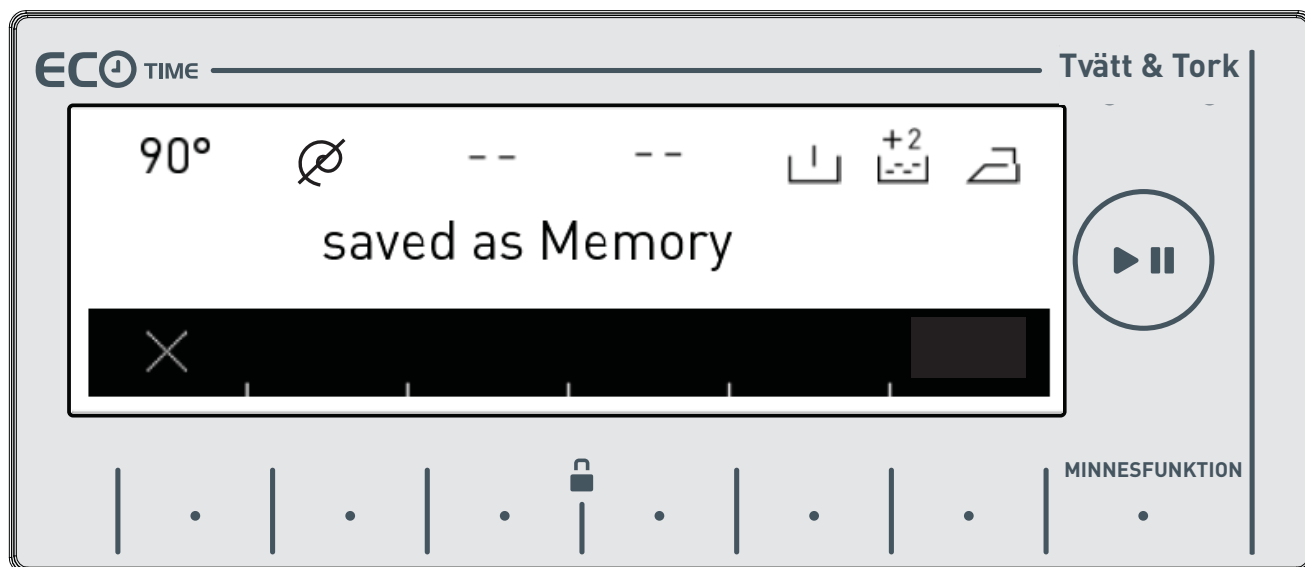 ECO TIME
Tvätt & Tork
90° -- --
+2
saved as Memory
MINNESFUNKTION